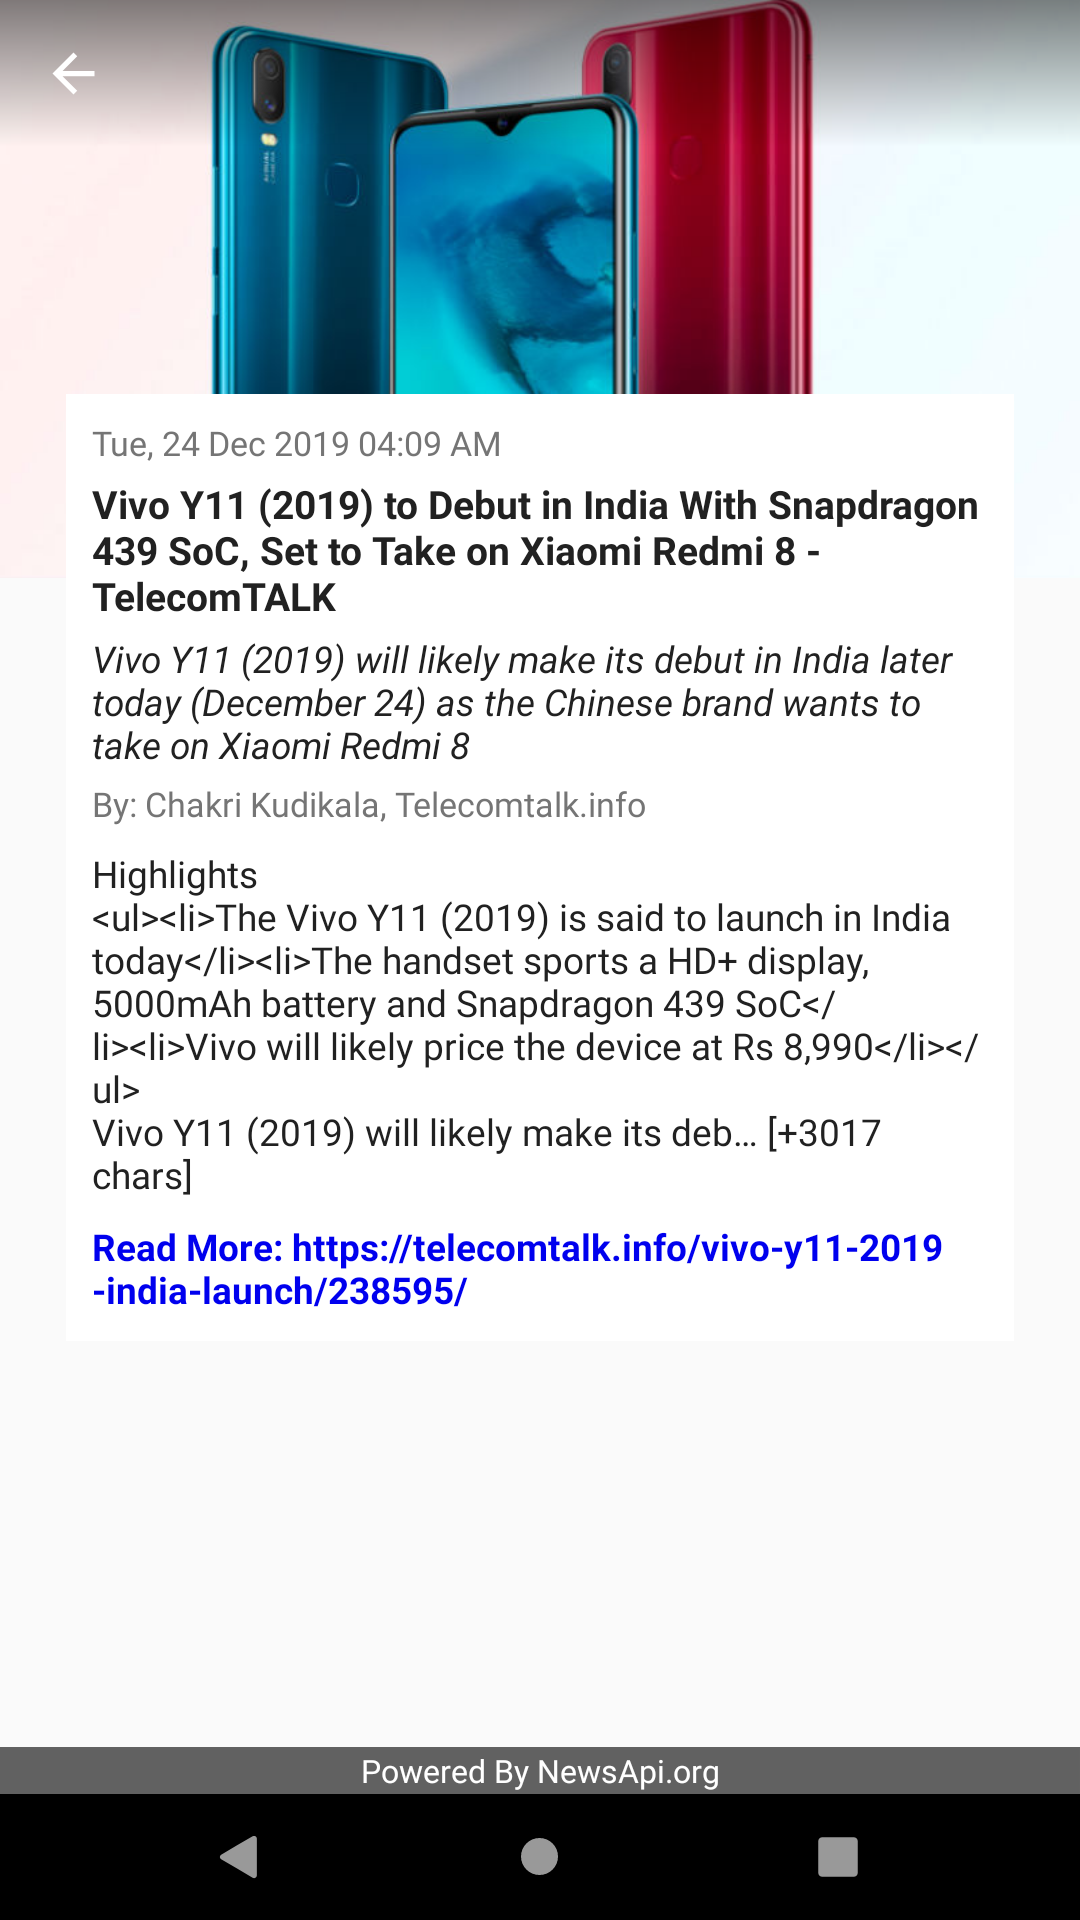 Tue, 24 Dec 2019 04:09 AM
Vivo Y11 (2019) to Debut in India With Snapdragon
439 SoC, Set to Take on Xiaomi Redmi 8 -
TelecomTALK
Vivo Y11 (2019) will likely make its debut in India later
today (December 24) as the Chinese brand wants to
take on Xiaomi Redmi 8
By: Chakri Kudikala, Telecomtalk.info
Highlights
<ul><li>The Vivo Y11 (2019) is said to launch in India
today</li><li>The handset sports a HD+ display,
5000mAh battery and Snapdragon 439 SoC</
li><li>Vivo will likely price the device at Rs 8,990</li></
ul>
Vivo Y11 (2019) will likely make its deb… [+3017
chars]
Read More: https://telecomtalk.info/vivo-y11-2019
-india-launch/238595/
Powered By NewsApi.org